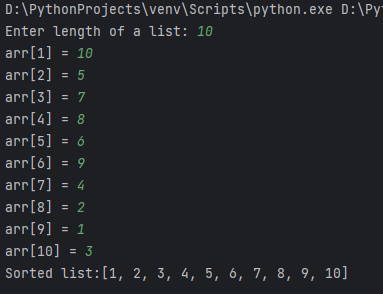 D:\PythonProjects\venv\Scripts\python.exe D:\Py
Enter length of a list: 10
arr[1] = 10
arr[2] = 5
arr[3] = 7
arr[4] = 8
arr[5] = 6
arr[6] = 9
arr[7] = 4
arr[8] = 2
arr[9] = 1
arr[10] = 3
Sorted list:[1, 2, 3, 4, 5, 6, 7, 8, 9, 10]